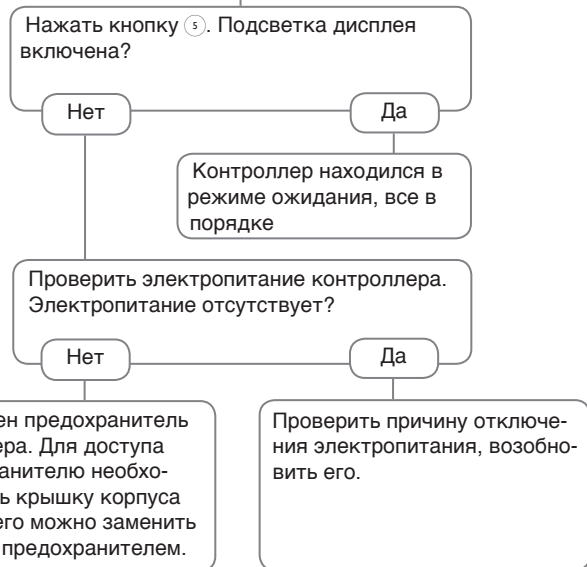 Нажать кнопку ⑤. Подсветка дисплея
включена?
Нет
Да
Контроллер находился в
режиме ожидания, все в
порядке
Проверить электропитание контроллера.
Электропитание отсутствует?
Нет
Да
ен предохранитель
ера. Для доступа
ранителю необхо-
ь крышку корпуса
его можно заменить
предохранителем.
Проверить причину отключе-
ния электропитания, возобно-
вить его.